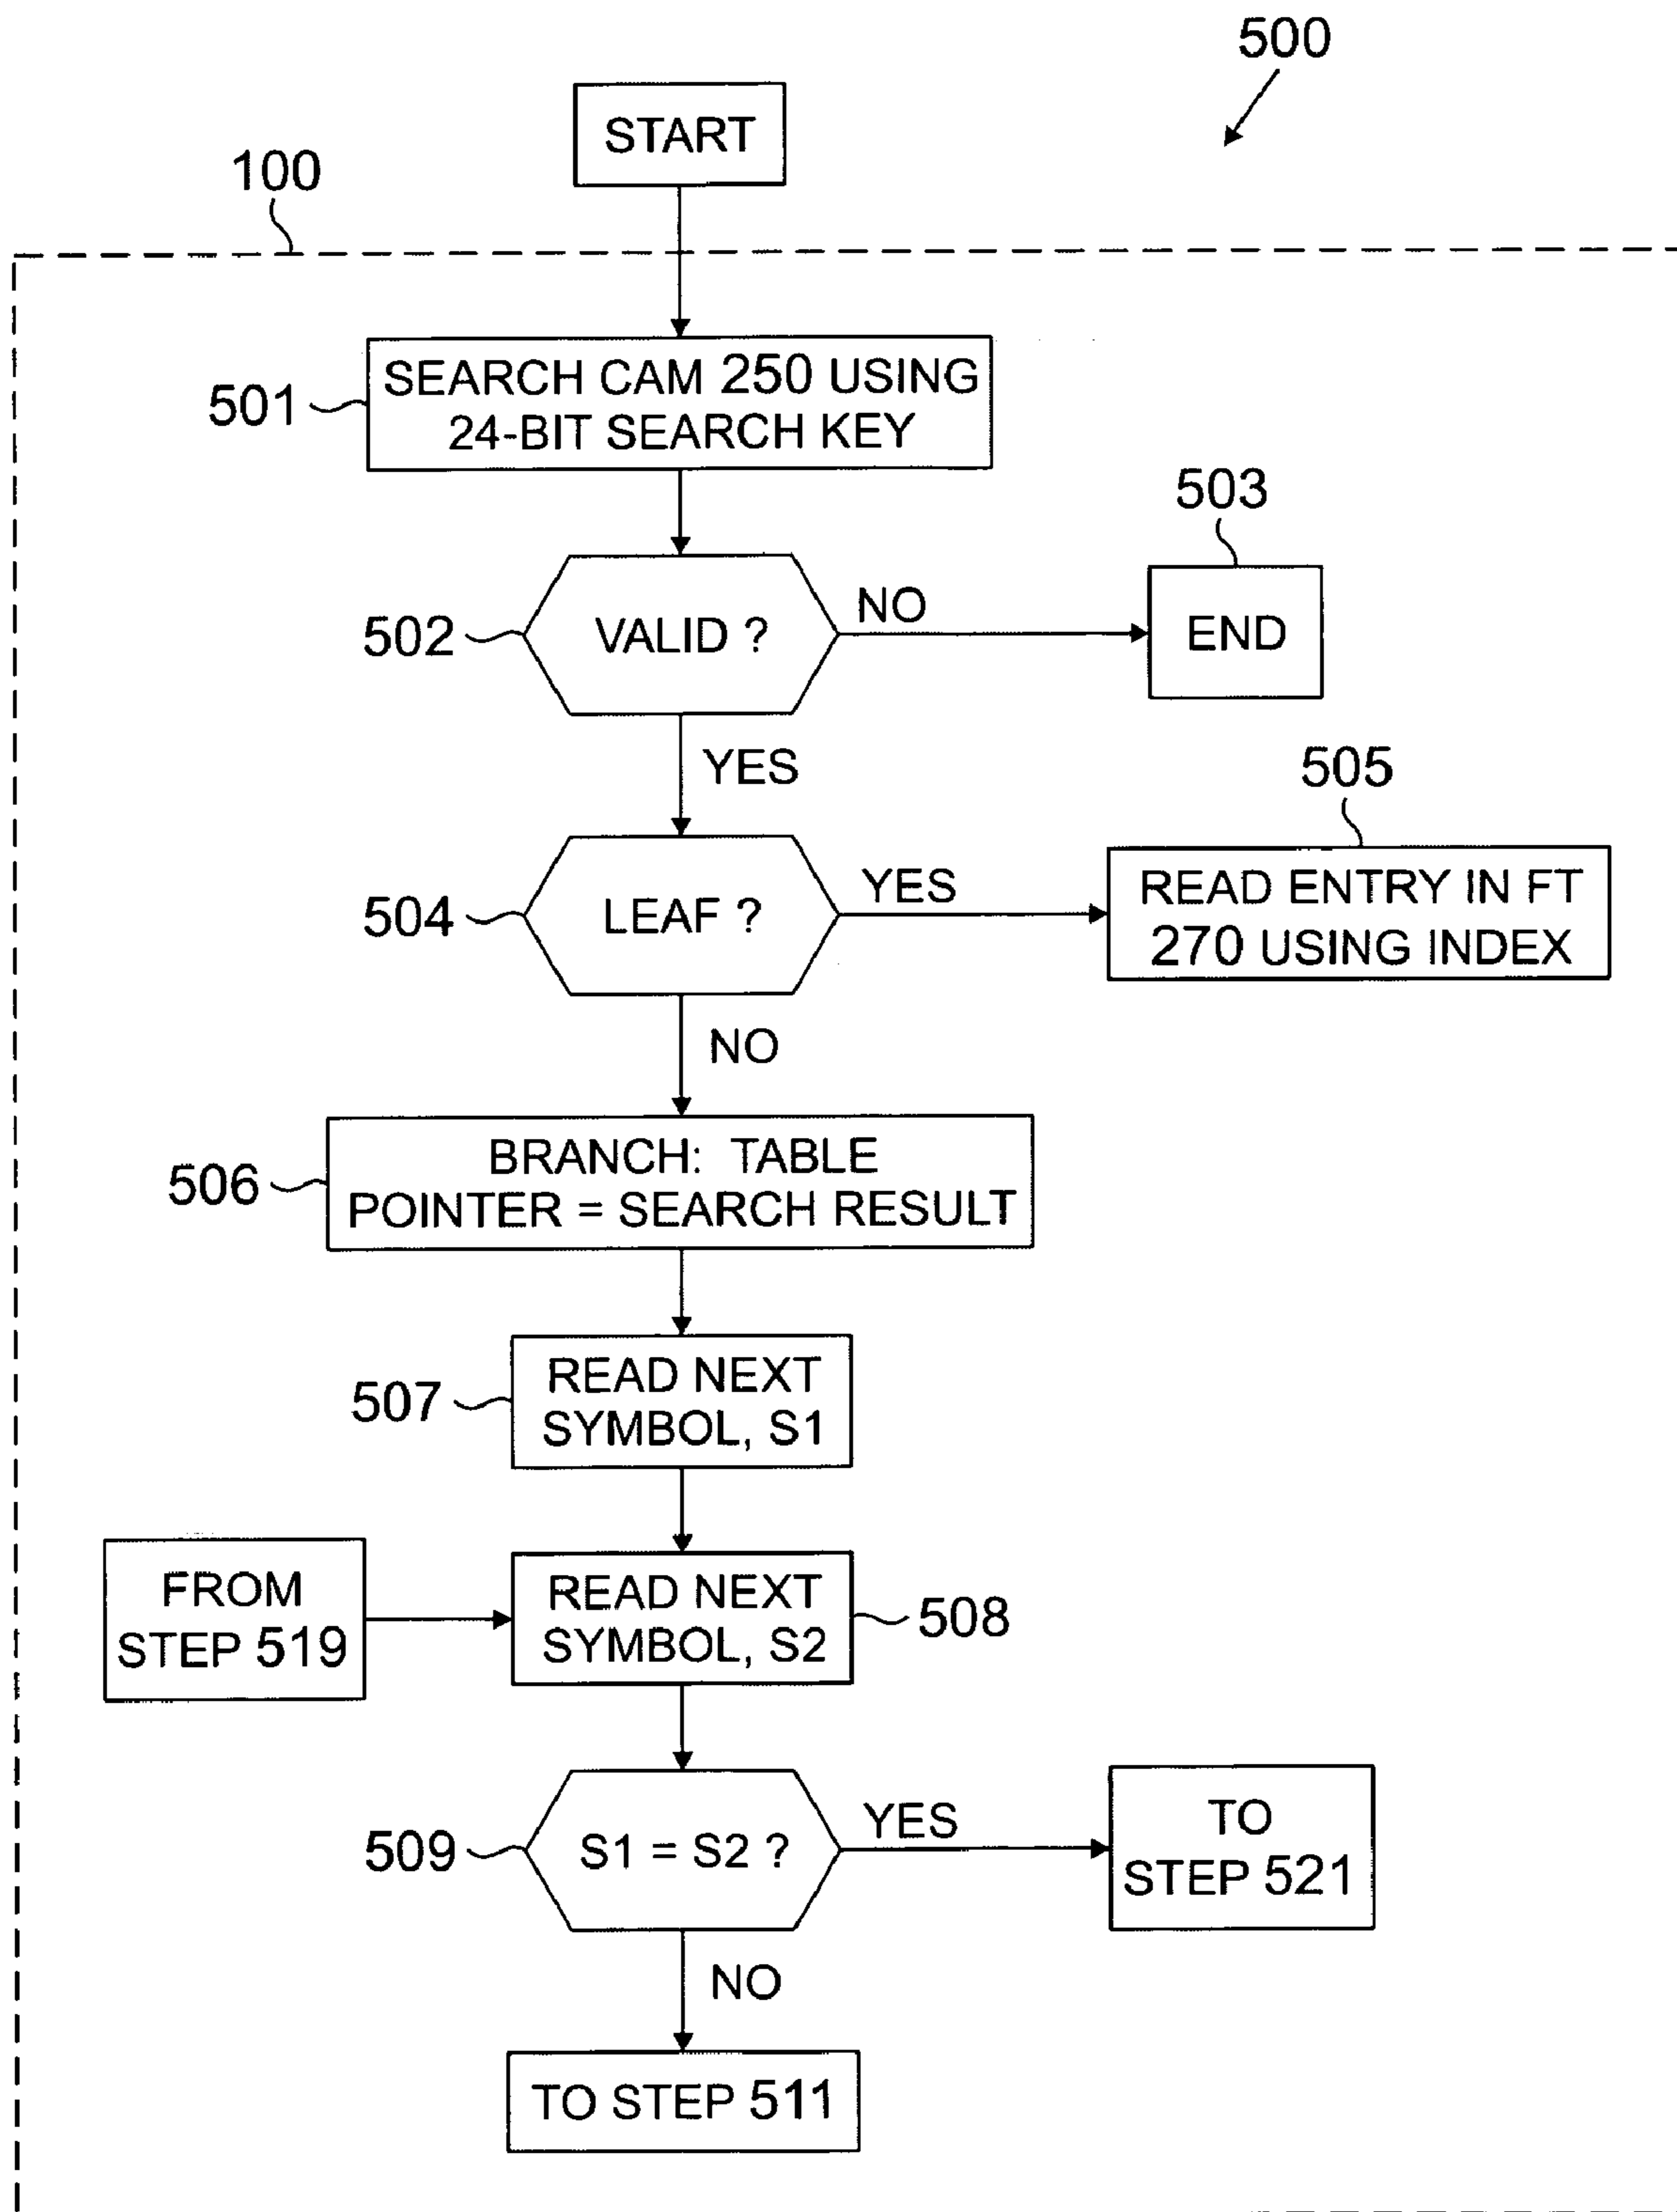 500
START
100
501
SEARCH CAM 250 USING
24-BIT SEARCH KEY
503
502
VALID ?
NO
END
YES
505
504
LEAF ?
YES
READ ENTRY IN FT
270 USING INDEX
NO
506
BRANCH: TABLE
POINTER = SEARCH RESULT
507
READ NEXT
SYMBOL, S1
FROM
STEP 519
READ NEXT
SYMBOL, S2
508
509
S1 = S2 ?
YES
TO
STEP 521
NO
TO STEP 511